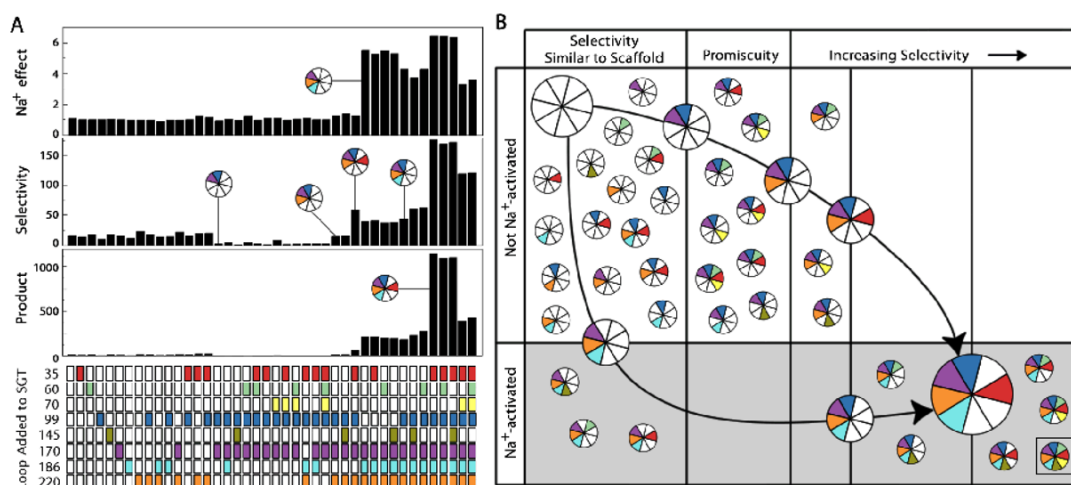 A
Na⁺ effect
6
4
2
0
Selectivity
150
100
50
0
Product
1000
500
0
Loop Added to SGT
35
60
70
99
145
170
186
220
B
Selectivity
Similar to Scaffold
Promiscuity
Increasing Selectivity
Not Na⁺-activated
Na⁺-activated